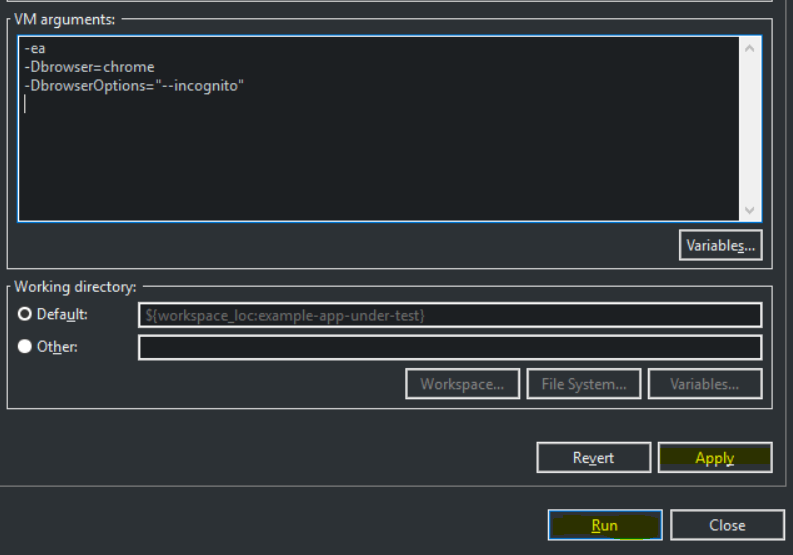 VM arguments:
-ea
-Dbrowser=chrome
-DbrowserOptions="--incognito"
Variables...
Working directory:
Default:
${workspace_loc:example-app-under-test}
Other:
Workspace... File System... Variables...
Revert Apply
Run Close